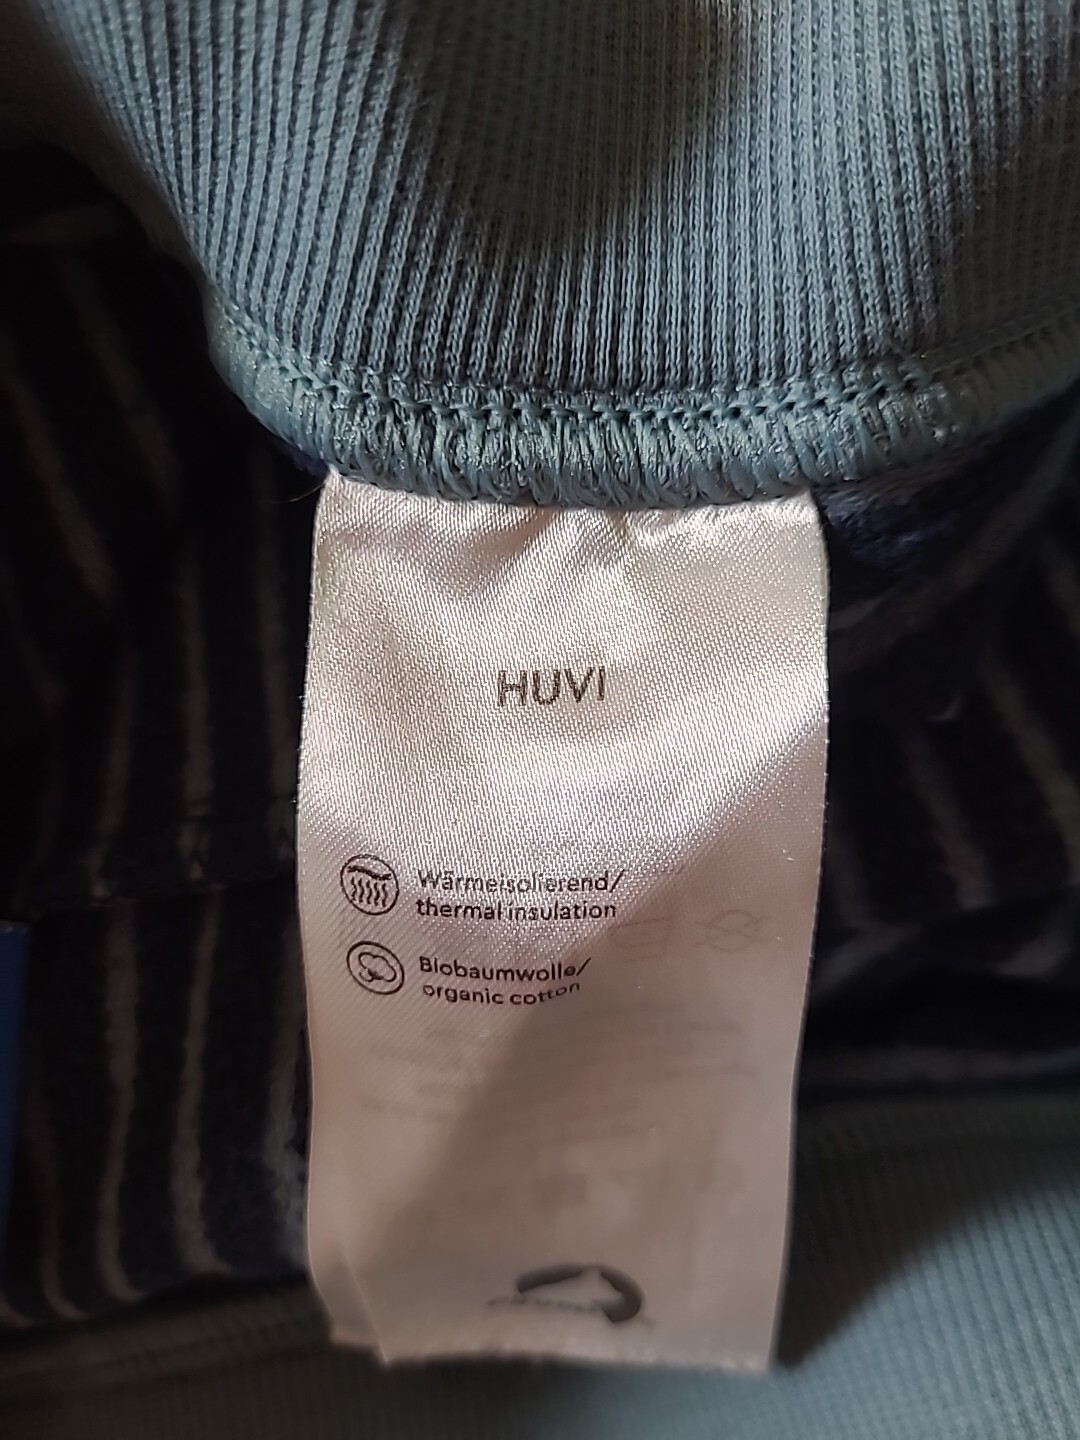 HUVI
Wärmeisolierend/
thermal insulation
Biobaumwolle/
organic cotton